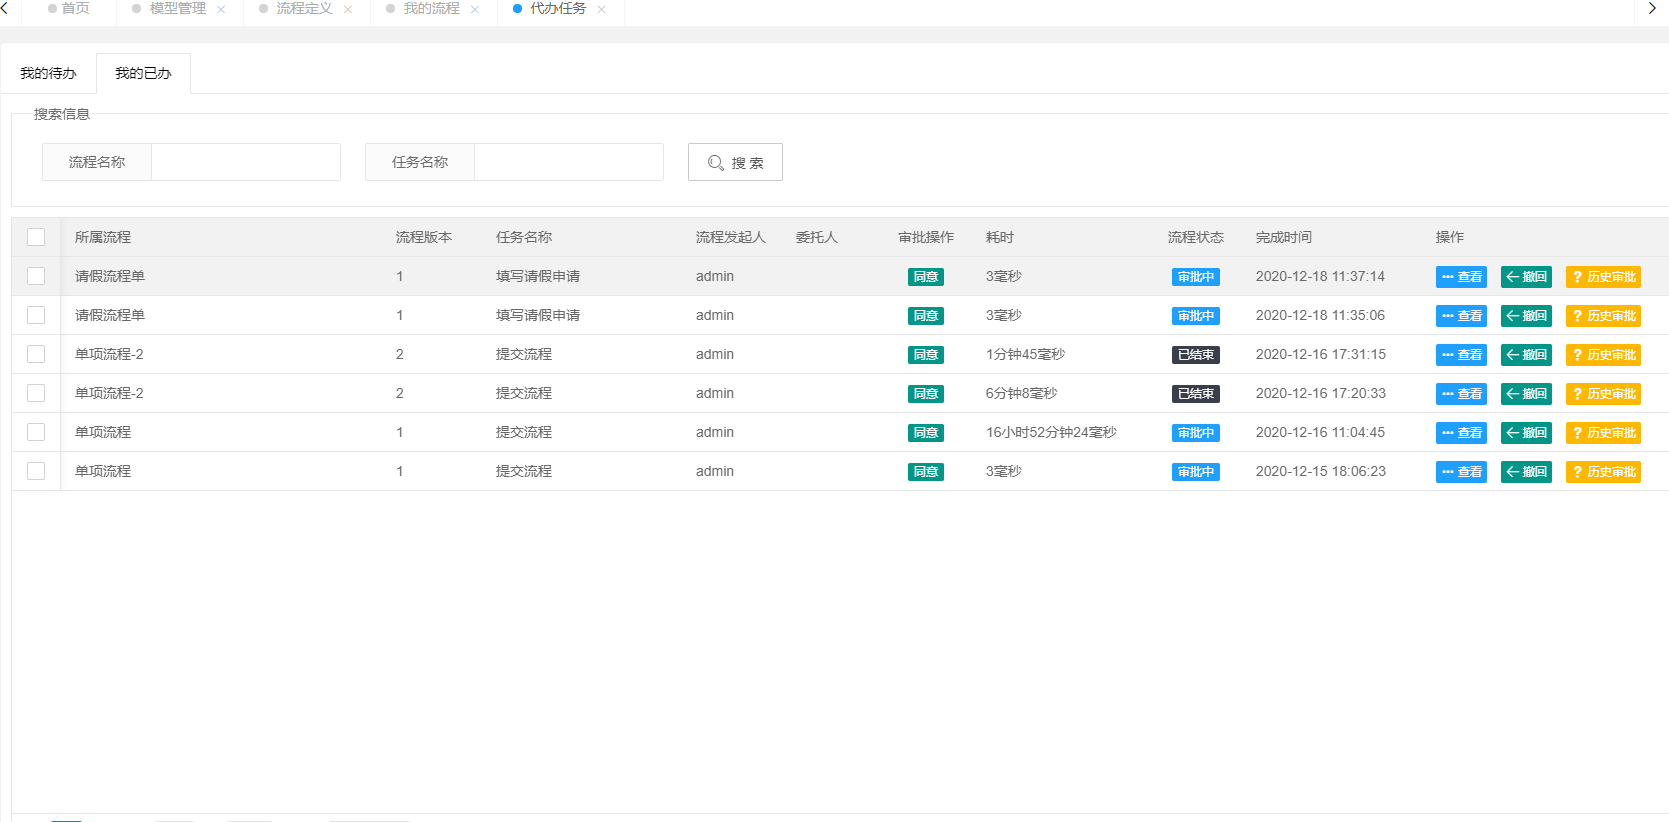 首页 模型管理 流程定义 我的流程 代办任务
我的待办 我的已办
搜索信息
流程名称 任务名称 搜 索
所属流程 流程版本 任务名称 流程发起人 委托人 审批操作 耗时 流程状态 完成时间 操作
请假流程单 1 填写请假申请 admin 同意 3毫秒 审批中 2020-12-18 11:37:14 查看 撤回 历史审批
请假流程单 1 填写请假申请 admin 同意 3毫秒 审批中 2020-12-18 11:35:06 查看 撤回 历史审批
单项流程-2 2 提交流程 admin 同意 1分钟45毫秒 已结束 2020-12-16 17:31:15 查看 撤回 历史审批
单项流程-2 2 提交流程 admin 同意 6分钟8毫秒 已结束 2020-12-16 17:20:33 查看 撤回 历史审批
单项流程 1 提交流程 admin 同意 16小时52分钟24毫秒 审批中 2020-12-16 11:04:45 查看 撤回 历史审批
单项流程 1 提交流程 admin 同意 3毫秒 审批中 2020-12-15 18:06:23 查看 撤回 历史审批